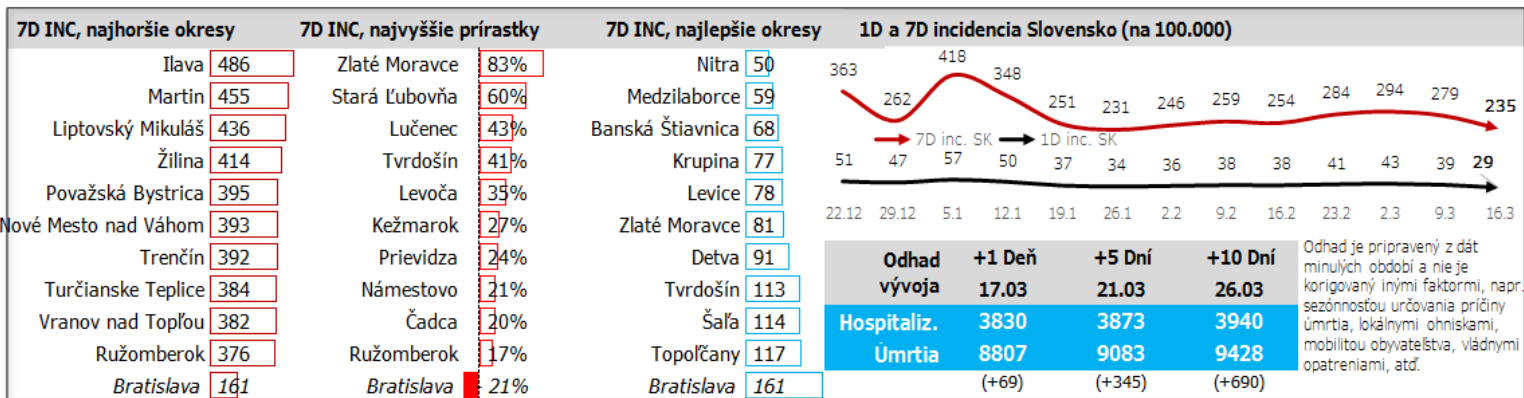 7D INC, najhoršie okresy
Ilava 486
Martin 455
Liptovský Mikuláš 436
Žilina 414
Považská Bystrica 395
Nové Mesto nad Váhom 393
Trenčín 392
Turčianske Teplice 384
Vranov nad Topľou 382
Ružomberok 376
Bratislava 161
7D INC, najvyššie prírastky
Zlaté Moravce 83%
Stará Ľubovňa 60%
Lučenec 43%
Tvrdošín 41%
Levoča 35%
Kežmarok 27%
Prievidza 24%
Námestovo 21%
Čadca 20%
Ružomberok 17%
Bratislava - 21%
7D INC, najlepšie okresy
Nitra 50
Medzilaborce 59
Banská Štiavnica 68
Krupina 77
Levice 78
Zlaté Moravce 81
Detva 91
Tvrdošín 113
Šaľa 114
Topoľčany 117
Bratislava 161
1D a 7D incidencia Slovensko (na 100.000)
363 262 418 348 251 231 246 259 254 284 294 279 235
7D inc. SK 1D inc. SK
51 47 57 50 37 34 36 38 38 41 43 39 29
22.12 29.12 5.1 12.1 19.1 26.1 2.2 9.2 16.2 23.2 2.3 9.3 16.3
Odhad +1 Deň +5 Dní +10 Dní
vývoja 17.03 21.03 26.03
Hospitaliz. 3830 3873 3940
Úmrtia 8807 9083 9428
(+69) (+345) (+690)
Odhad je pripravený z dát
minulých období a nie je
korigovaný inými faktormi, napr.
sezónnosťou určovania príčiny
úmrtia, lokálnymi ohniskami,
mobilitou obyvateľstva, vládnymi
opatreniami, atď.